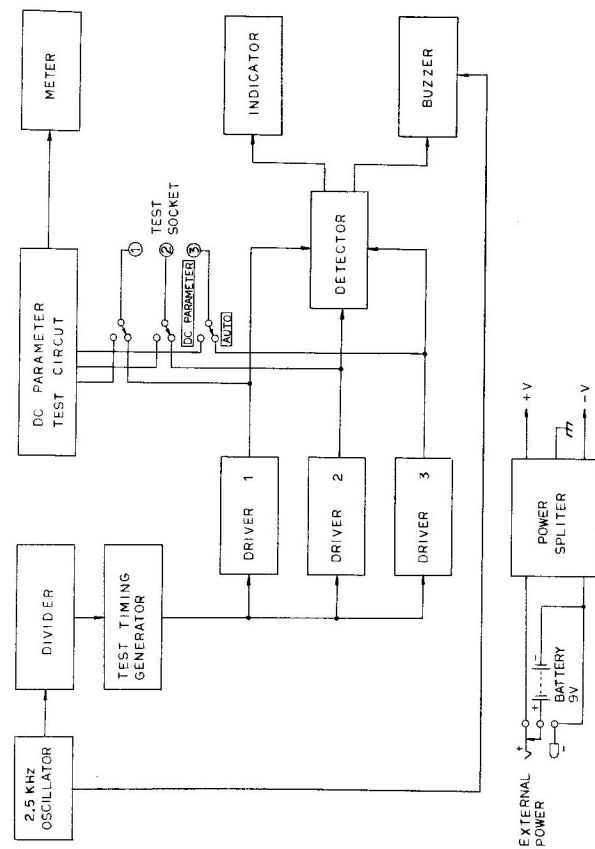 2.5 KHz
OSCILLATOR
DIVIDER
TEST TIMING
GENERATOR
DC PARAMETER
TEST CIRCUT
METER
1
2
3
TEST
SOCKET
DC PARAMETER
AUTO
DRIVER 1
DRIVER 2
DRIVER 3
DETECTOR
INDICATOR
BUZZER
EXTERNAL
POWER
+
-
+
-
BATTERY
9V
POWER
SPLITER
+V
-V